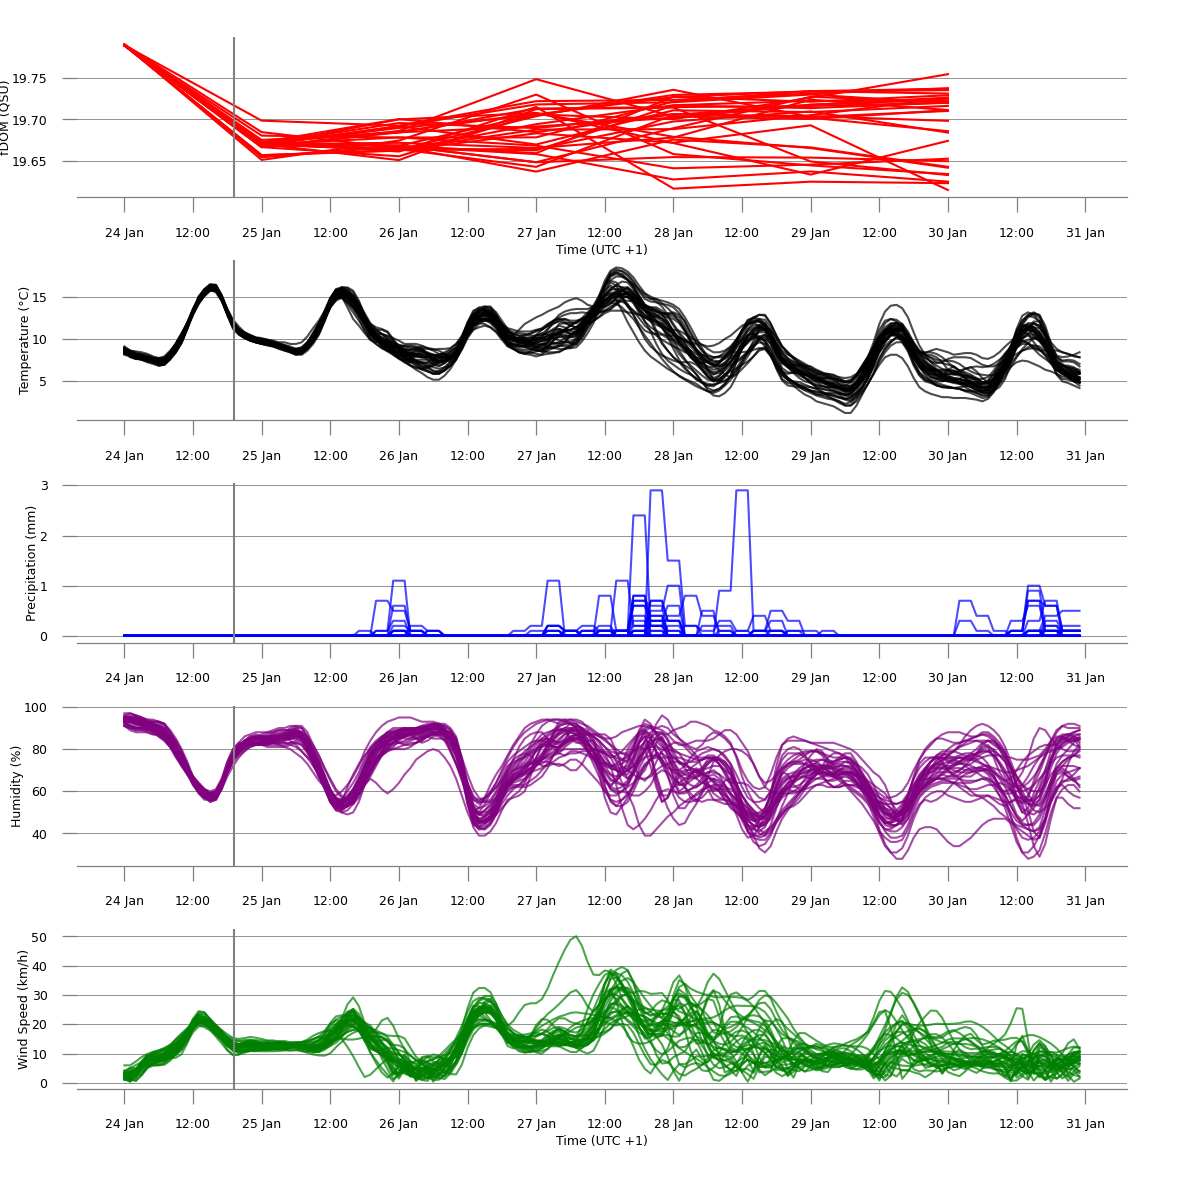 fDOM (QSU)
19.75
19.70
19.65
24 Jan 12:00 25 Jan 12:00 26 Jan 12:00 27 Jan 12:00 28 Jan 12:00 29 Jan 12:00 30 Jan 12:00 31 Jan
Time (UTC +1)
Temperature (°C)
15
10
5
24 Jan 12:00 25 Jan 12:00 26 Jan 12:00 27 Jan 12:00 28 Jan 12:00 29 Jan 12:00 30 Jan 12:00 31 Jan
Precipitation (mm)
3
2
1
0
24 Jan 12:00 25 Jan 12:00 26 Jan 12:00 27 Jan 12:00 28 Jan 12:00 29 Jan 12:00 30 Jan 12:00 31 Jan
Humidity (%)
100
80
60
40
24 Jan 12:00 25 Jan 12:00 26 Jan 12:00 27 Jan 12:00 28 Jan 12:00 29 Jan 12:00 30 Jan 12:00 31 Jan
Wind Speed (km/h)
50
40
30
20
10
0
24 Jan 12:00 25 Jan 12:00 26 Jan 12:00 27 Jan 12:00 28 Jan 12:00 29 Jan 12:00 30 Jan 12:00 31 Jan
Time (UTC +1)